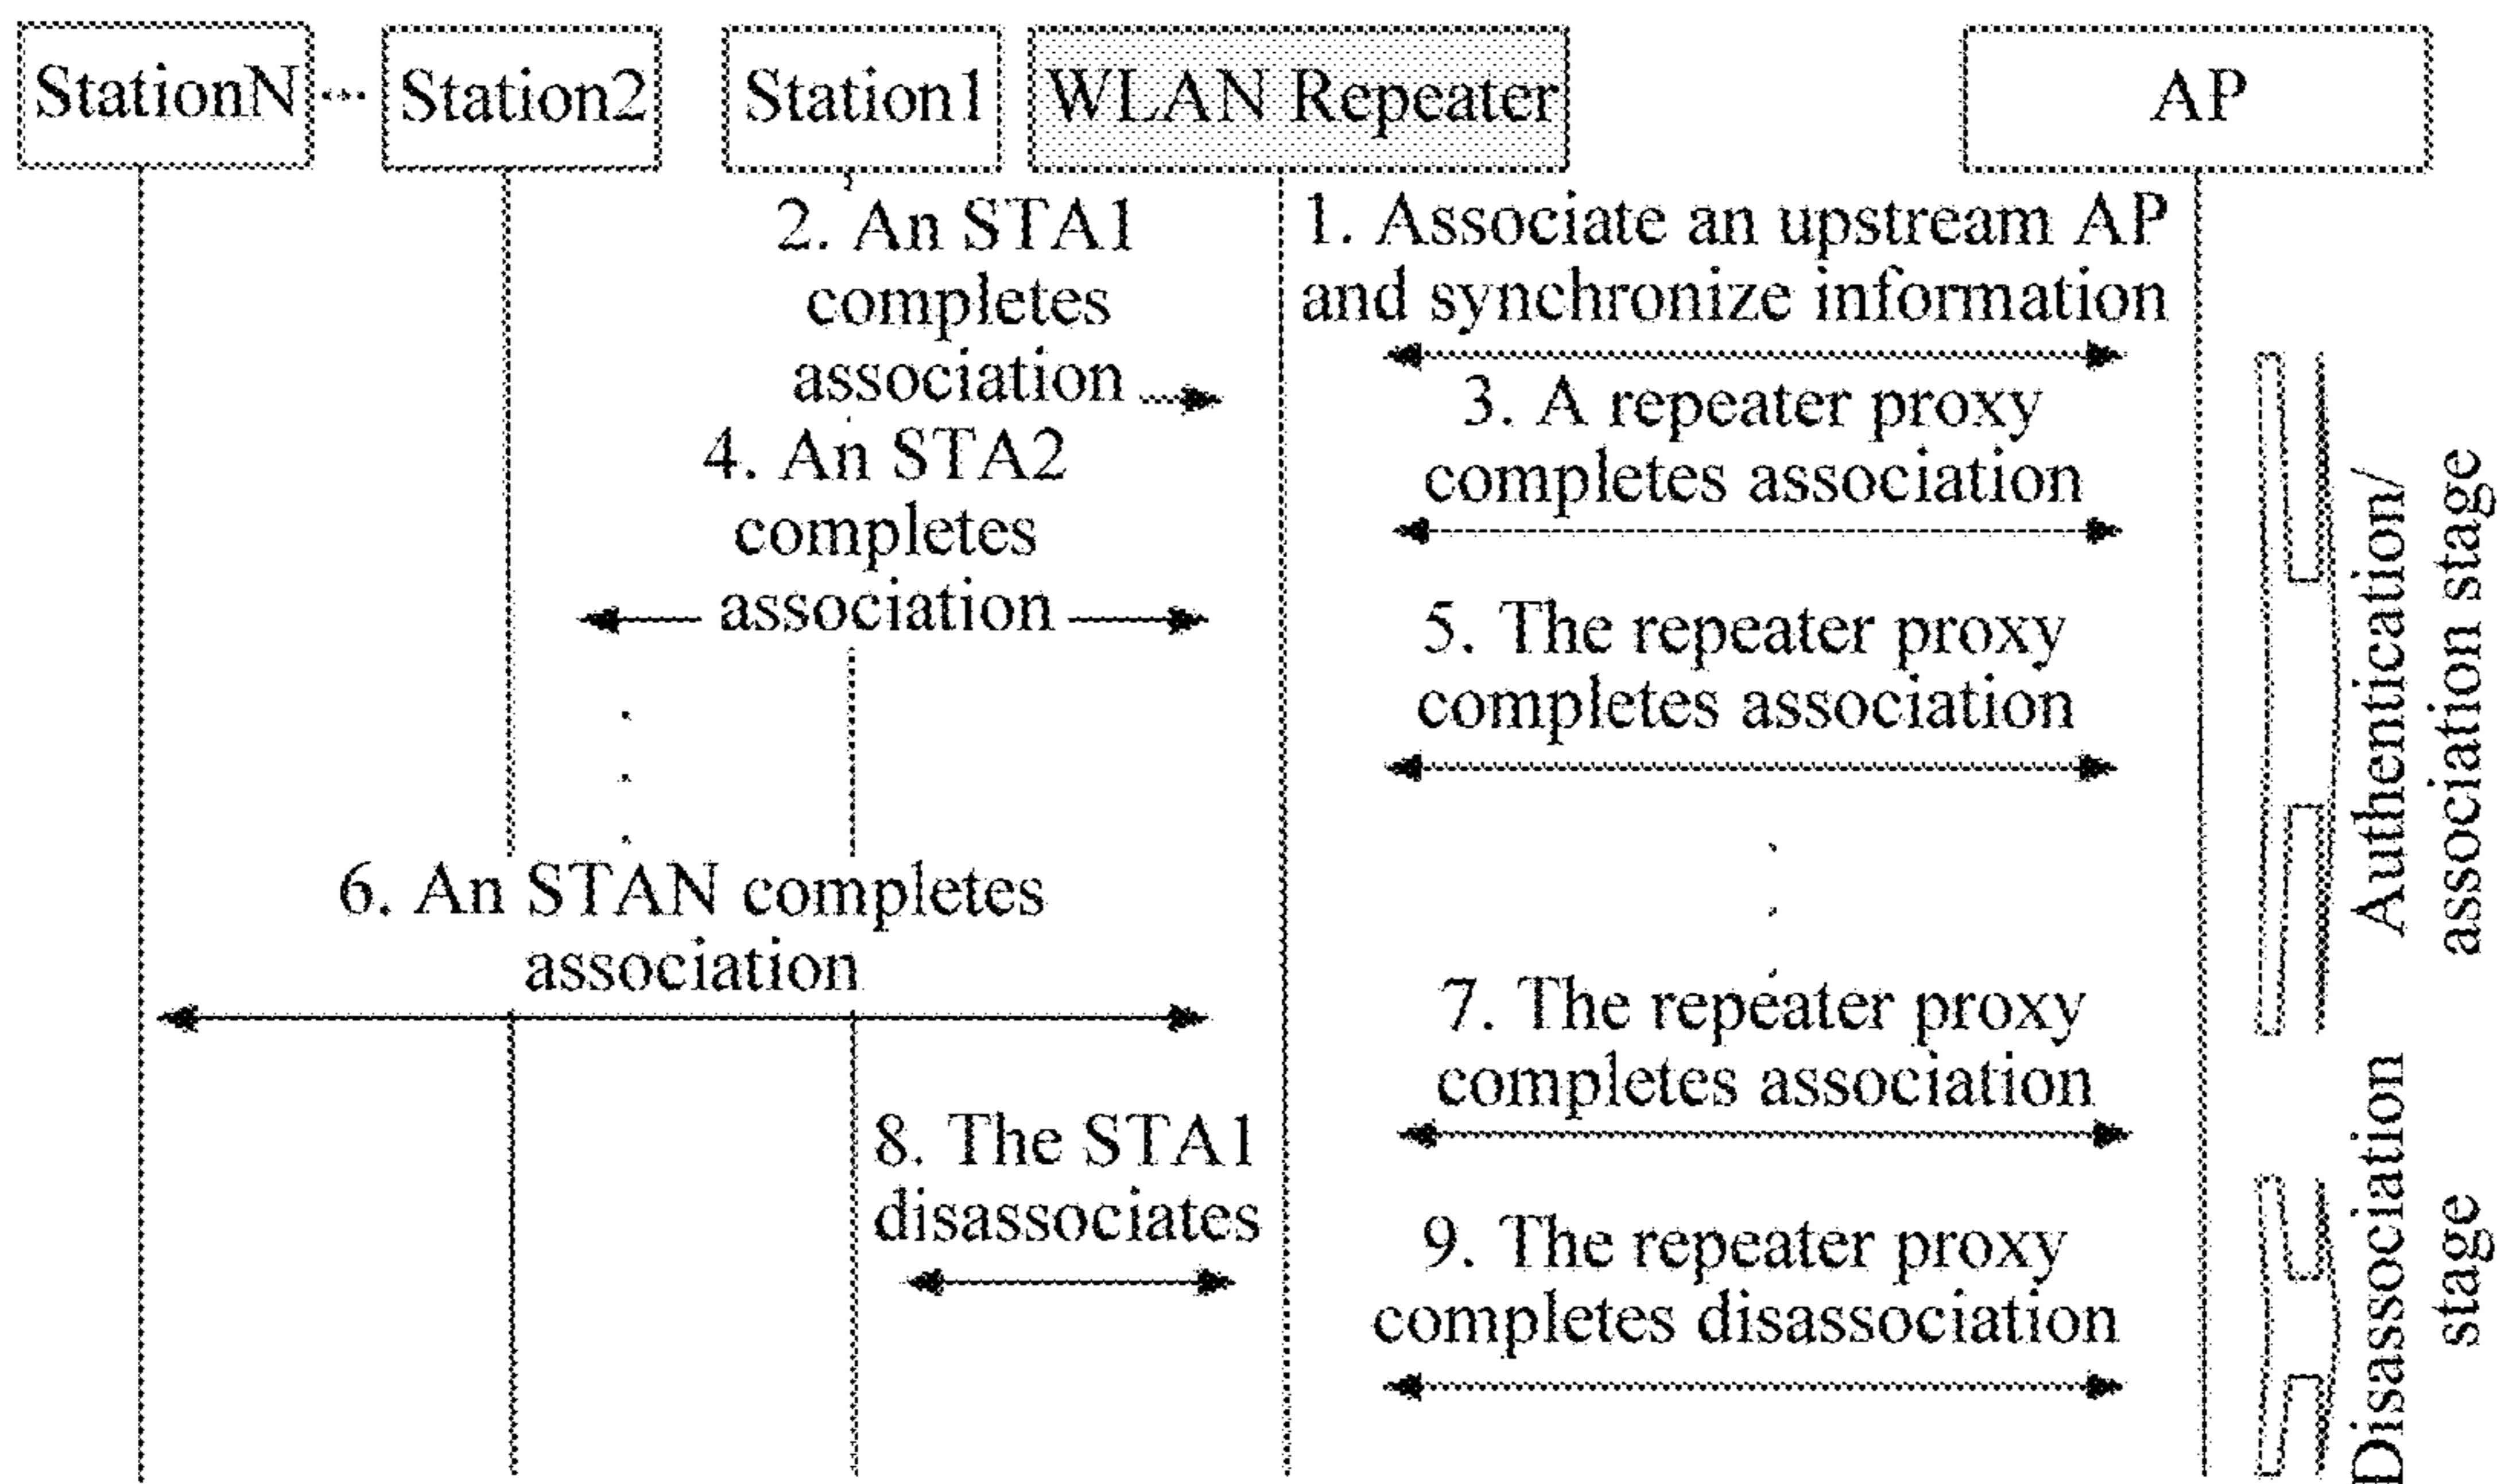 StationN
...
Station2
Station1
WLAN Repeater
AP
1. Associate an upstream AP
and synchronize information
2. An STA1
completes
association
3. A repeater proxy
completes association
4. An STA2
completes
association
5. The repeater proxy
completes association
6. An STAN completes
association
7. The repeater proxy
completes association
8. The STA1
disassociates
9. The repeater proxy
completes disassociation
Authentication/
association stage
Disassociation
stage